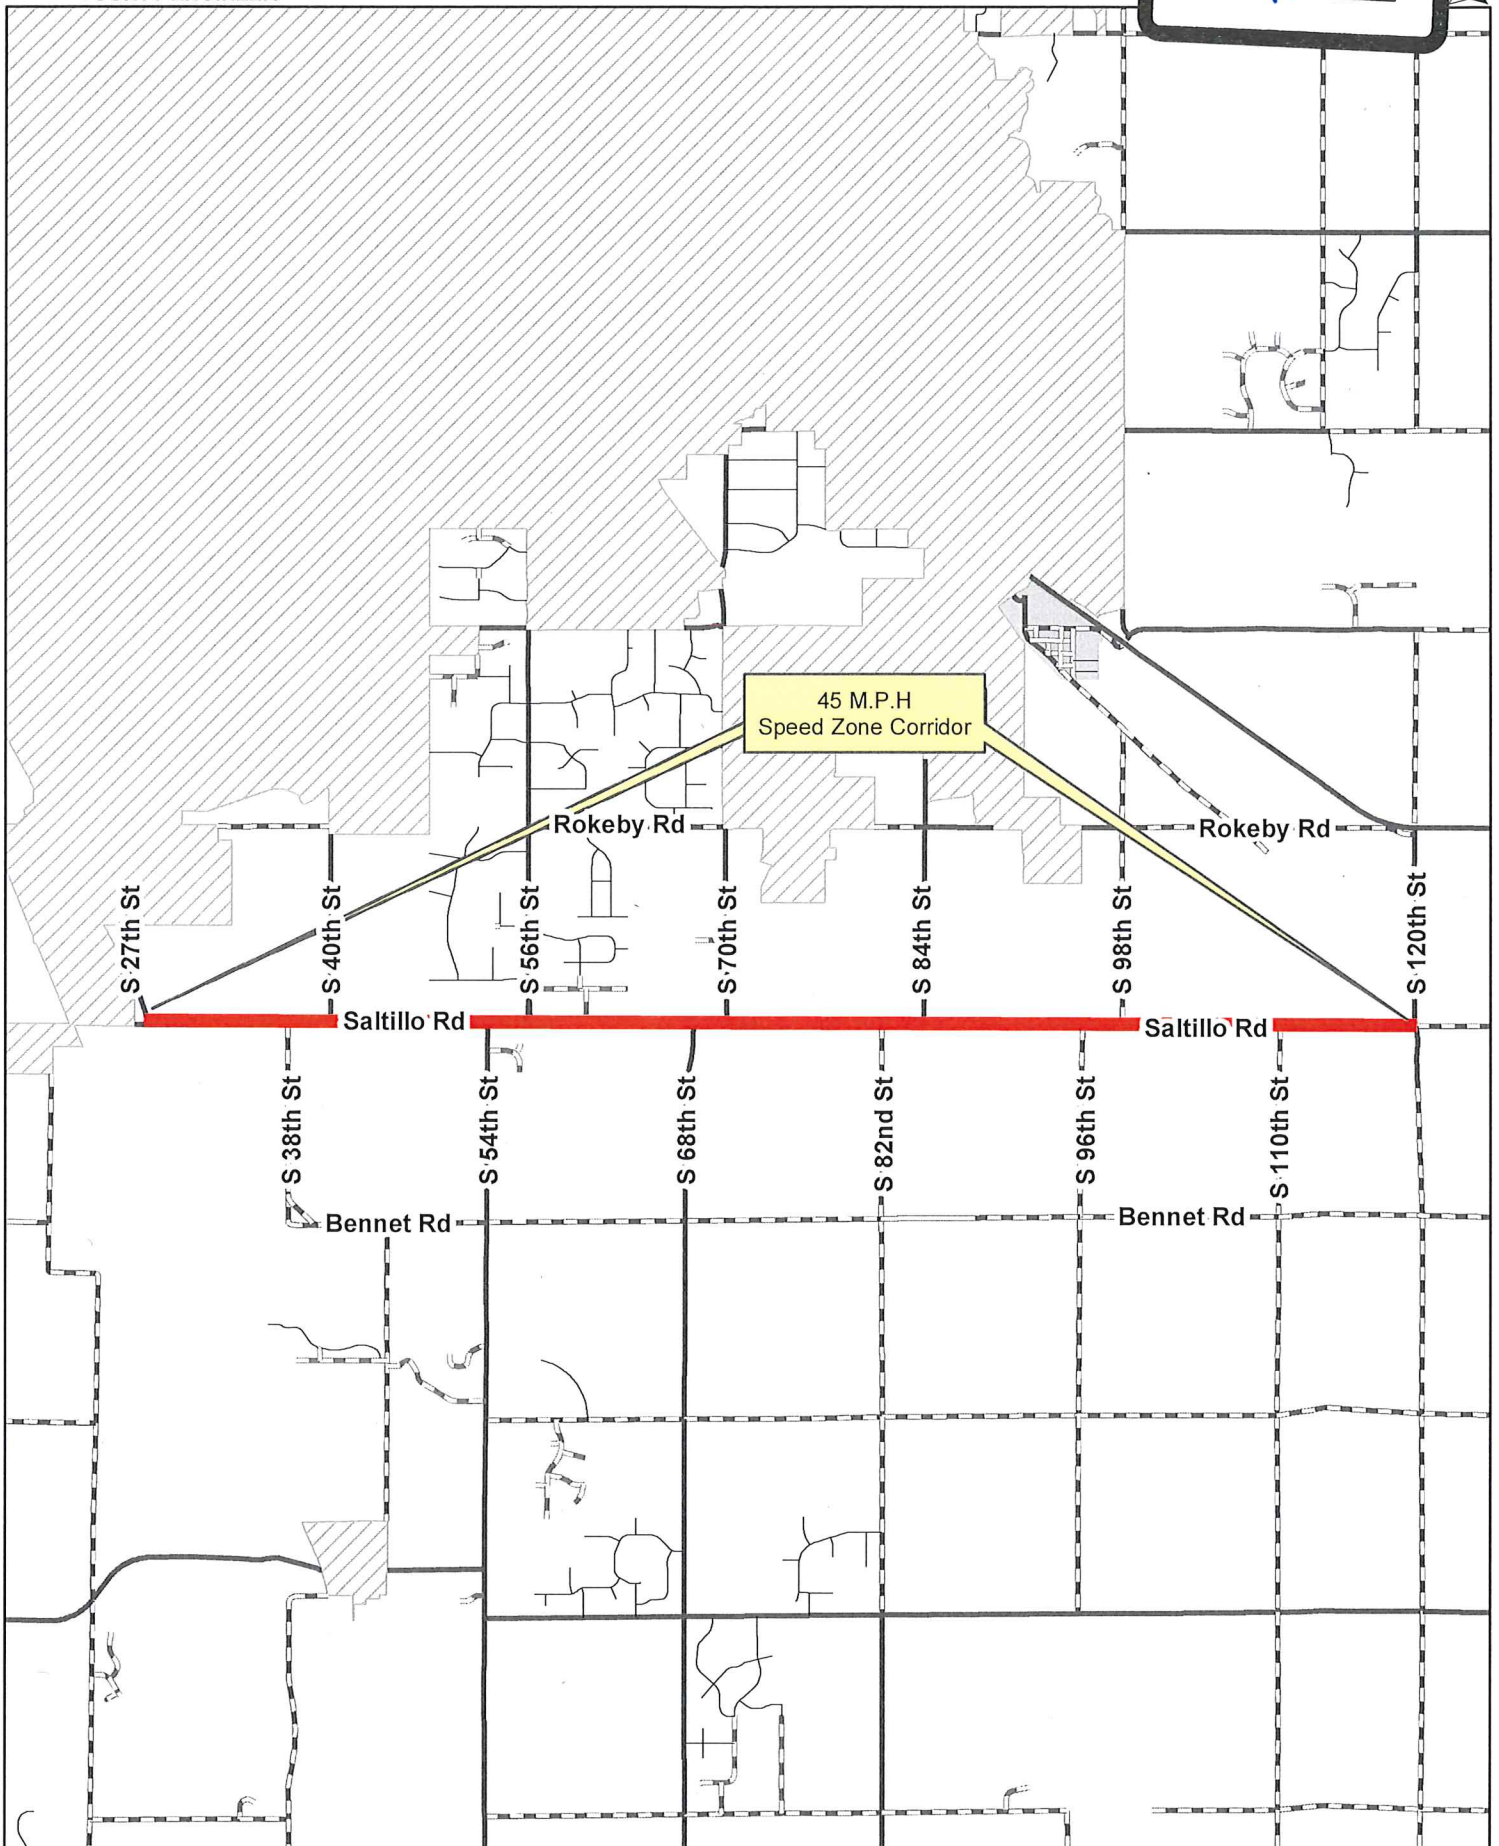 45 M.P.H
Speed Zone Corridor
Rokeby Rd
Rokeby Rd
S 27th St
S 40th St
S 56th St
S 70th St
S 84th St
S 98th St
S 120th St
Saltillo Rd
Saltillo Rd
S 38th St
S 54th St
S 68th St
S 82nd St
S 96th St
S 110th St
Bennet Rd
Bennet Rd